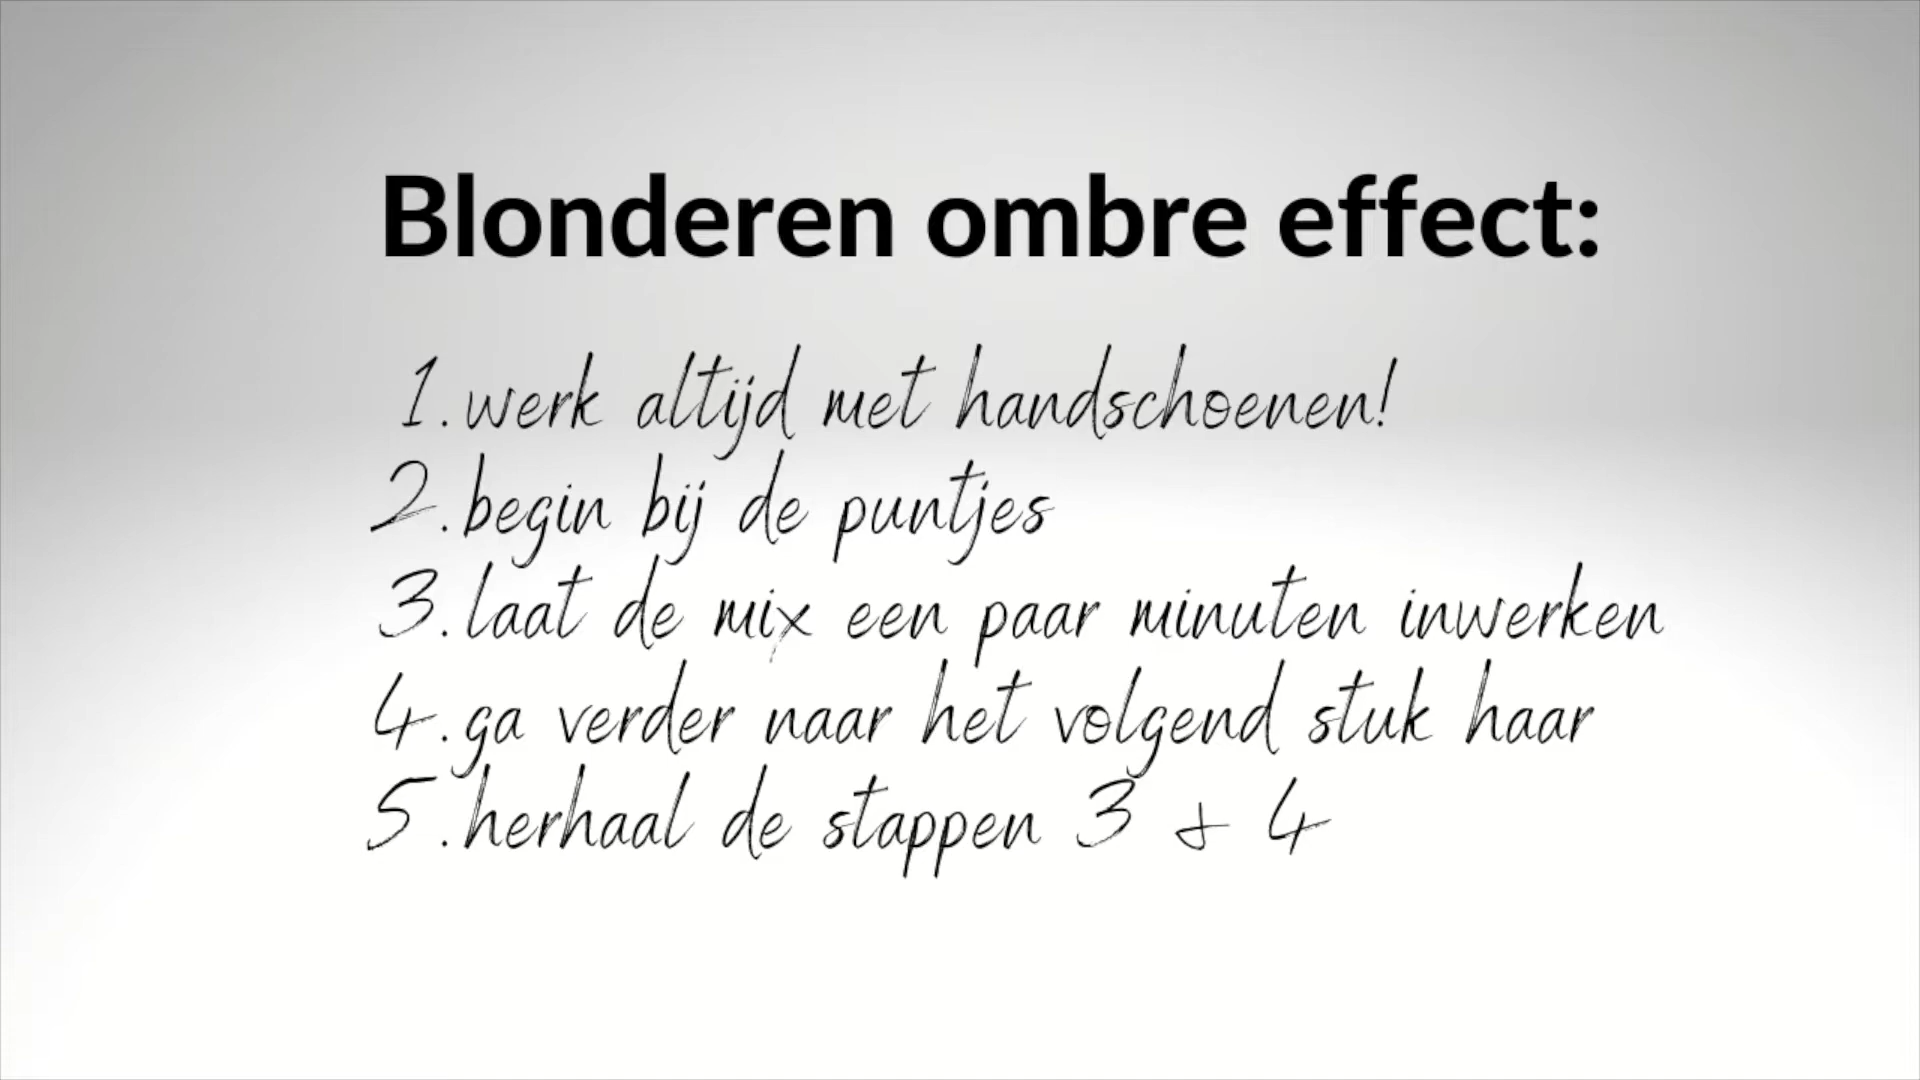 Blonderen ombre effect:
1. werk altijd met handschoenen!
2. begin bij de puntjes
3. laat de mix een paar minuten inwerken
4. ga verder naar het volgend stuk haar
5. herhaal de stappen 3 & 4